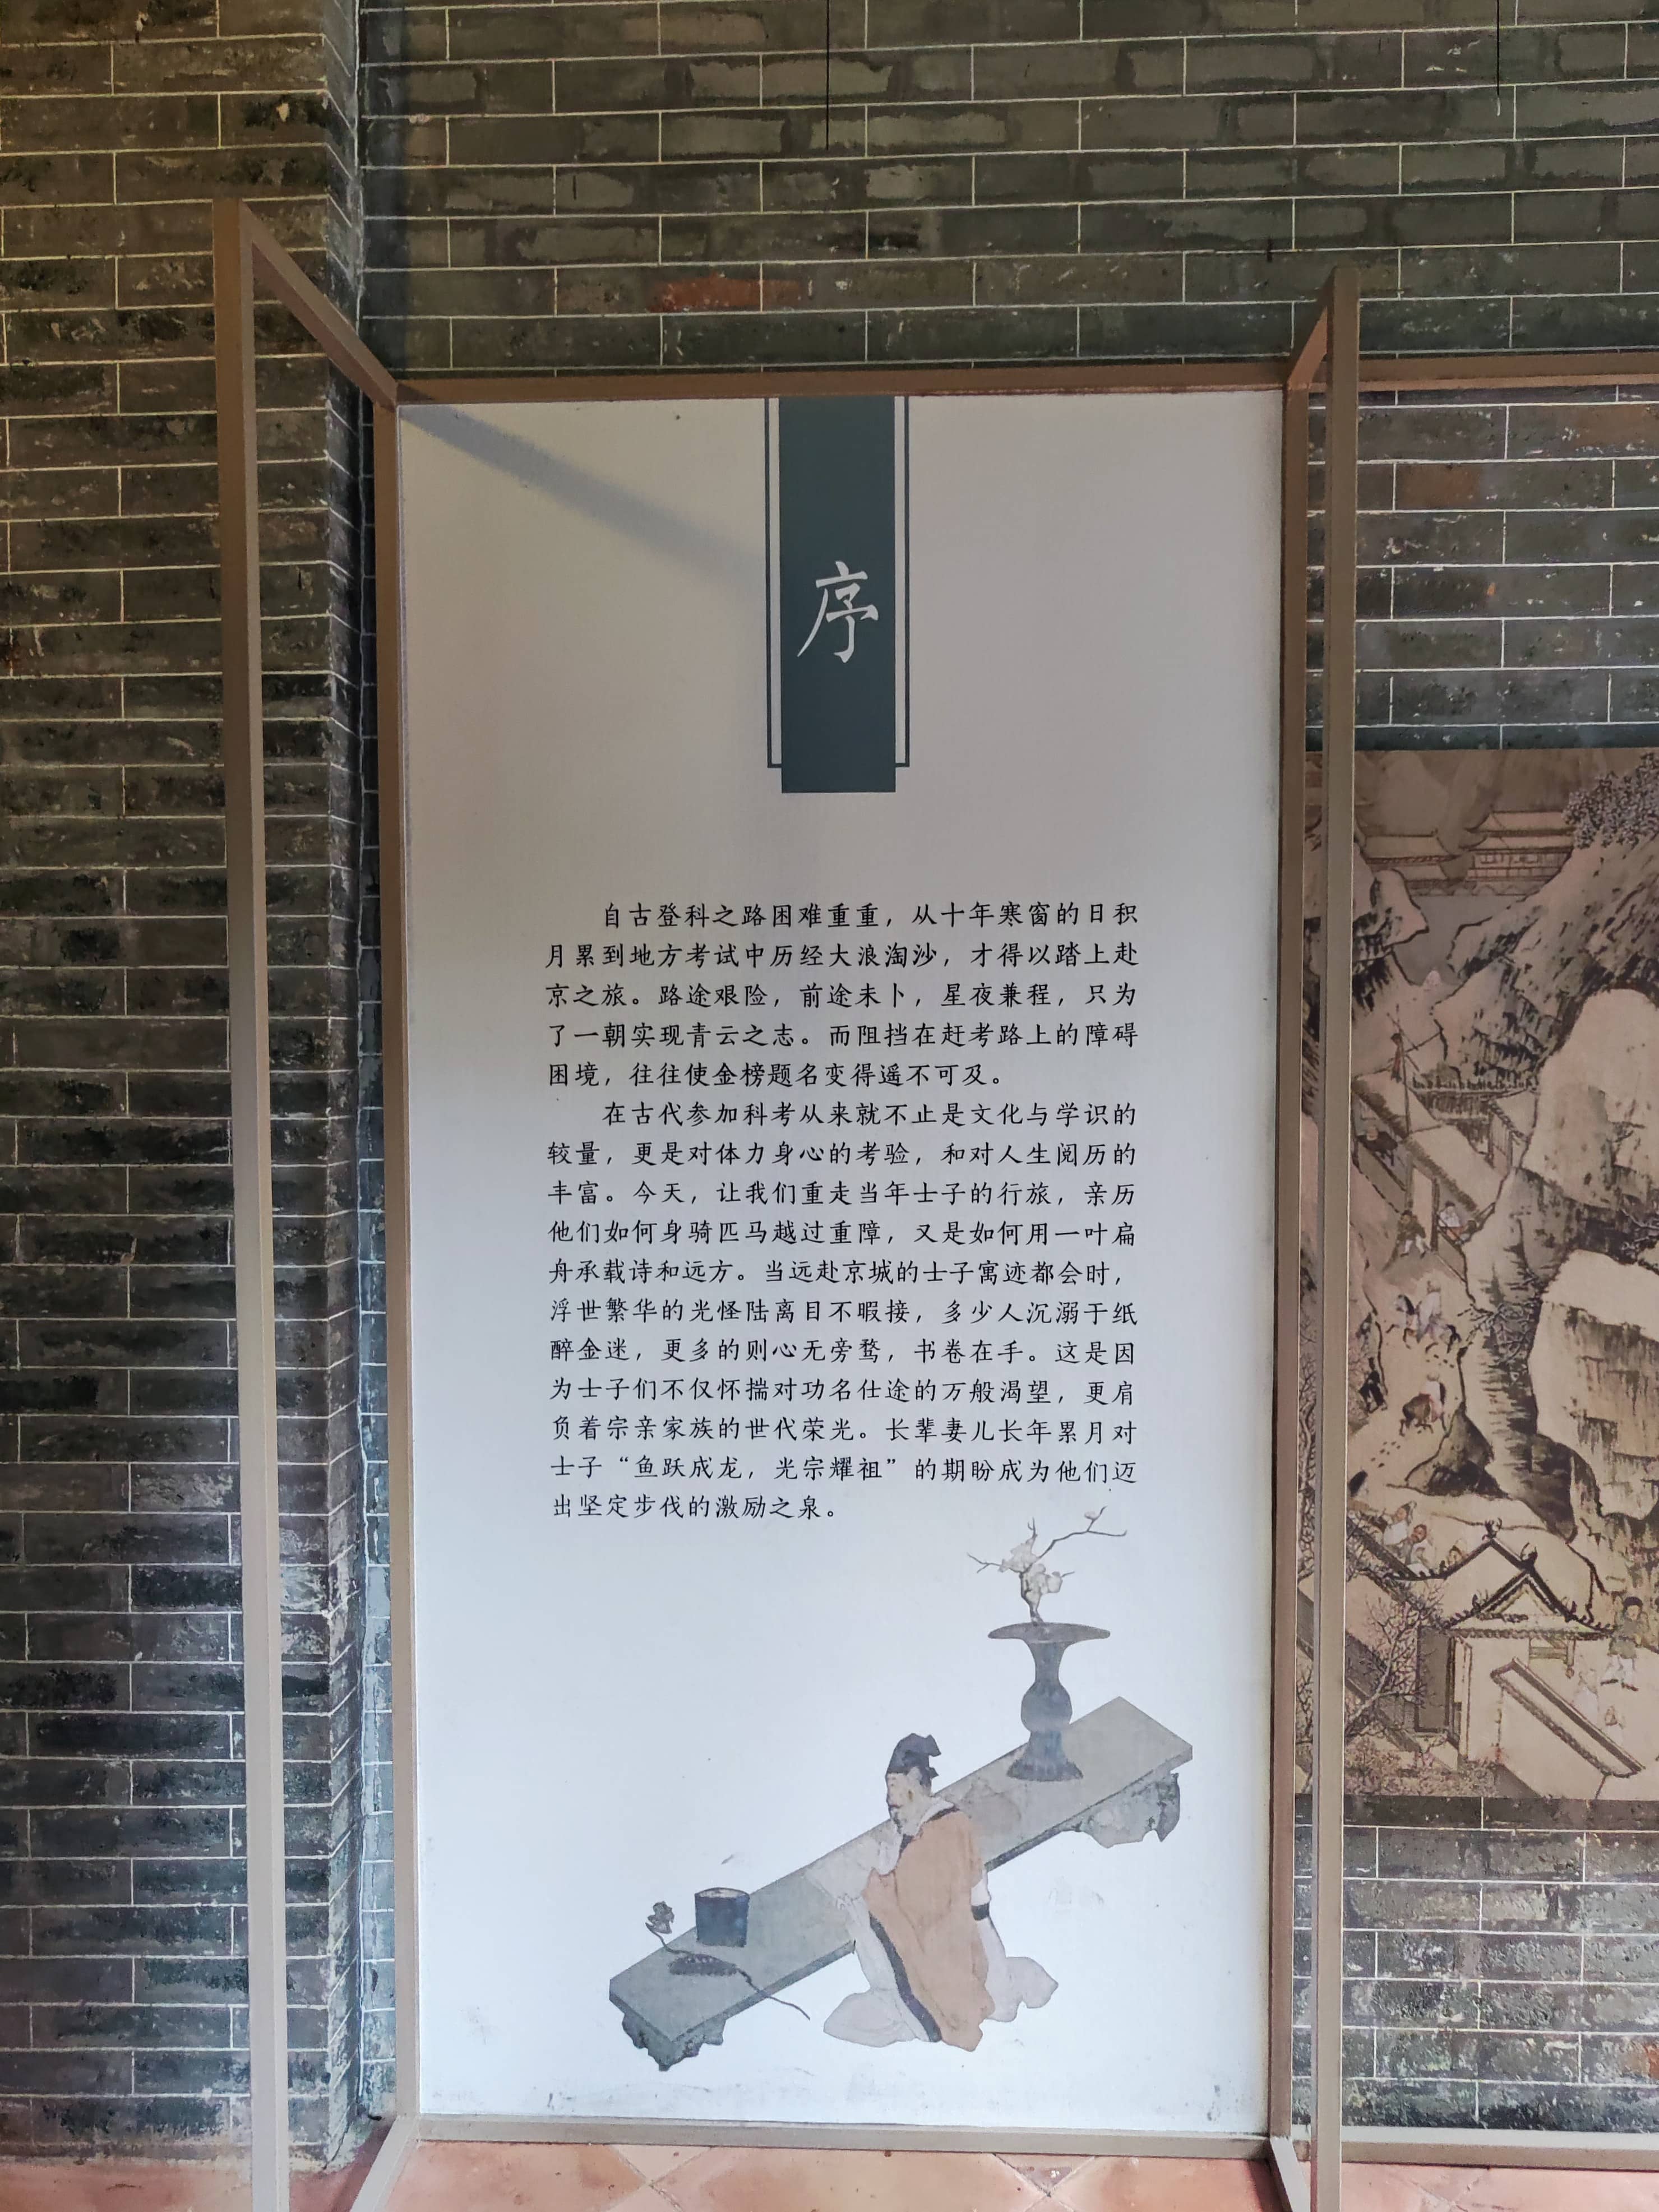 序
自古登科之路困难重重，从十年寒窗的日积
月累到地方考试中历经大浪淘沙，才得以踏上赴
京之旅。路途艰险，前途未卜，星夜兼程，只为
了一朝实现青云之志。而阻挡在赶考路上的障碍
困境，往往使金榜题名变得遥不可及。
在古代参加科考从来就不止是文化与学识的
较量，更是对体力身心的考验，和对人生阅历的
丰富。今天，让我们重走当年士子的行旅，亲历
他们如何身骑匹马越过重障，又是如何用一叶扁
舟承载诗和远方。当远赴京城的士子寓迹都会时，
浮世繁华的光怪陆离目不暇接，多少人沉溺于纸
醉金迷，更多的则心无旁骛，书卷在手。这是因
为士子们不仅怀揣对功名仕途的万般渴望，更肩
负着宗亲家族的世代荣光。长辈妻儿长年累月对
士子“鱼跃成龙，光宗耀祖”的期盼成为他们迈
出坚定步伐的激励之泉。